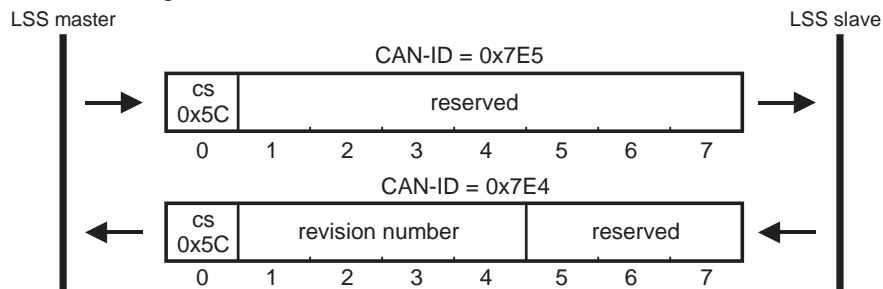 LSS master LSS slave
CAN-ID = 0x7E5
cs
0x5C
reserved
0 1 2 3 4 5 6 7
CAN-ID = 0x7E4
cs
0x5C
revision number
reserved
0 1 2 3 4 5 6 7